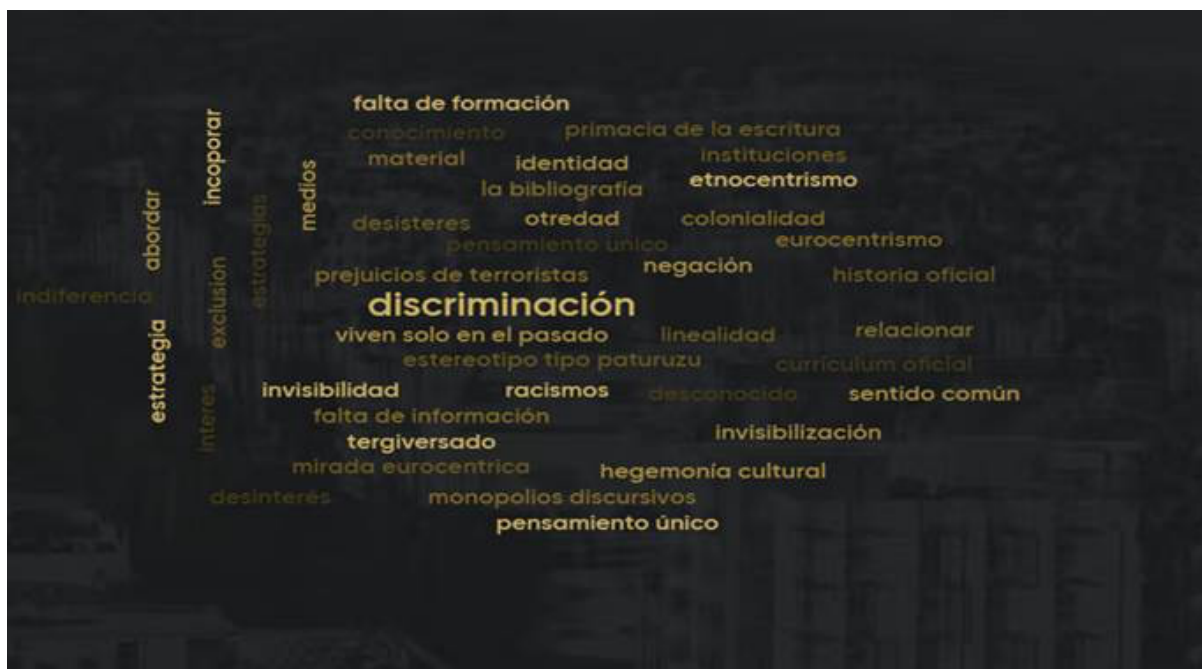 falta de formación
conocimiento
primacia de la escritura
material
identidad
instituciones
la bibliografía
etnocentrismo
incoporar
medios
abordar
estrategias
desisteres
otredad
colonialidad
pensamiento único
eurocentrismo
negación
prejuicios de terroristas
historia oficial
indiferencia
exclusion
discriminación
viven solo en el pasado
linealidad
relacionar
estrategia
estereotipo tipo paturuzu
curriculum oficial
invisibilidad
racismos
desconocido
sentido común
interes
falta de información
tergiversado
invisibilización
mirada eurocentrica
hegemonía cultural
desinterés
monopolios discursivos
pensamiento único